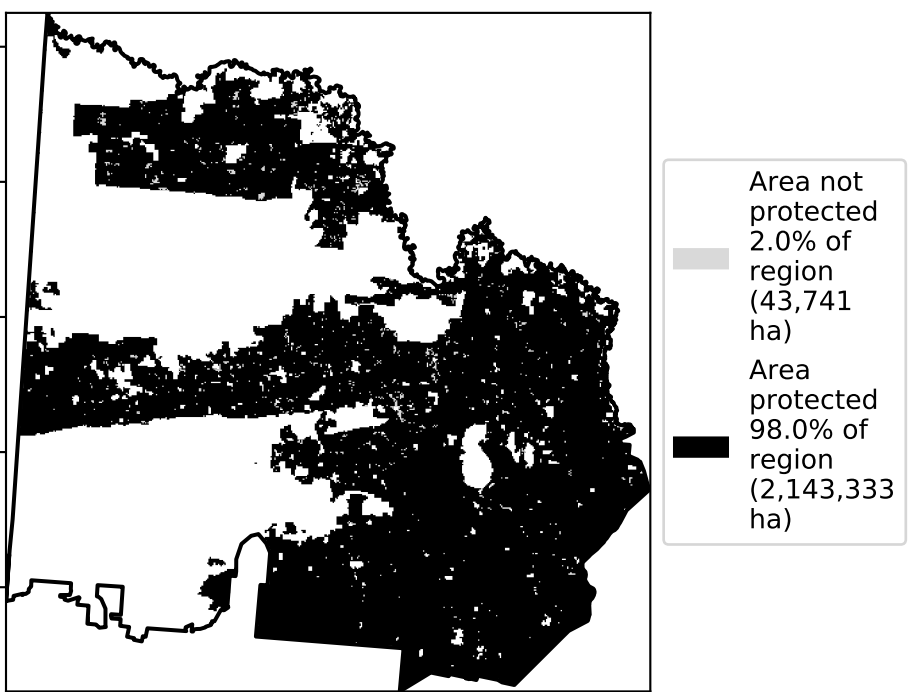 Area not
protected
2.0% of
region
(43,741
ha)
Area
protected
98.0% of
region
(2,143,333
ha)